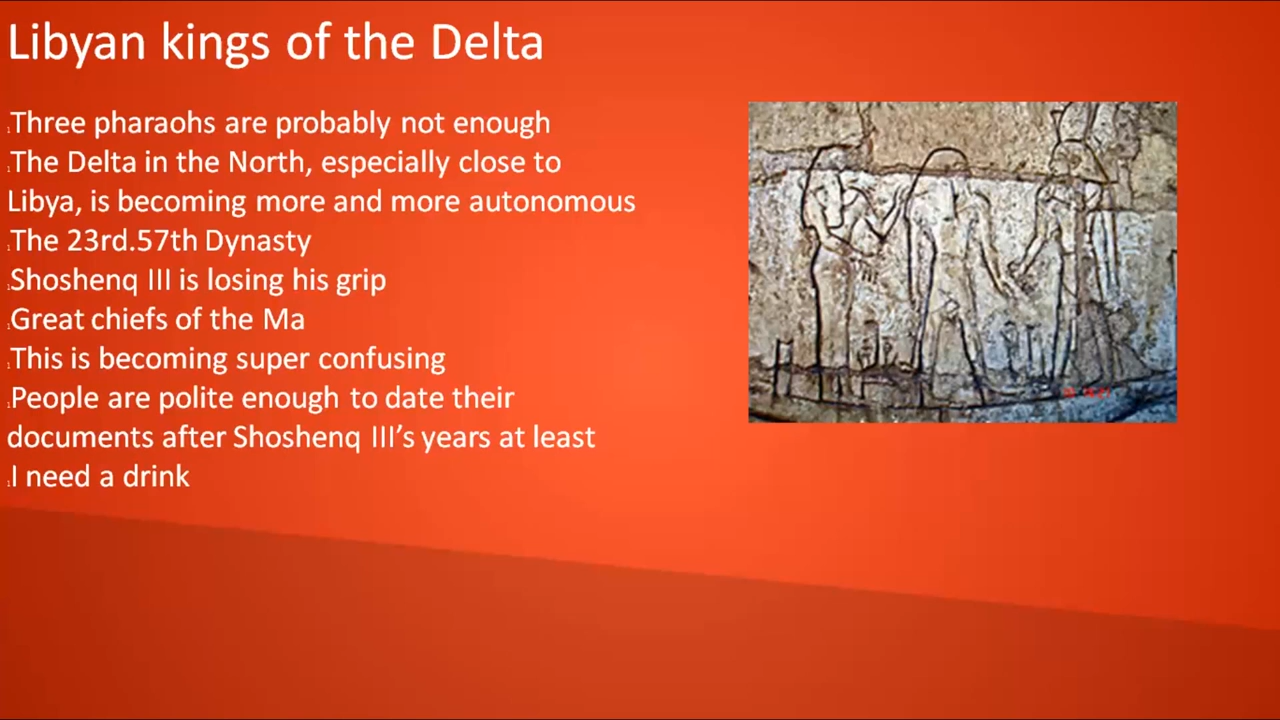 Libyan kings of the Delta
Three pharaohs are probably not enough
The Delta in the North, especially close to
Libya, is becoming more and more autonomous
The 23rd.57th Dynasty
Shoshenq III is losing his grip
Great chiefs of the Ma
This is becoming super confusing
People are polite enough to date their
documents after Shoshenq III's years at least
I need a drink